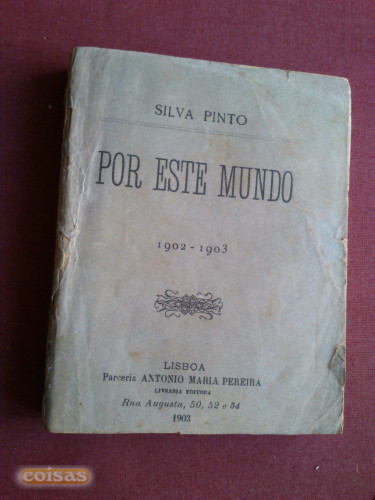 SILVA PINTO
POR ESTE MUNDO
1902 - 1903
LISBOA
Parceria ANTONIO MARIA PEREIRA
LIVRARIA EDITORA
Rua Augusta, 50, 52 e 54
1903
coisas